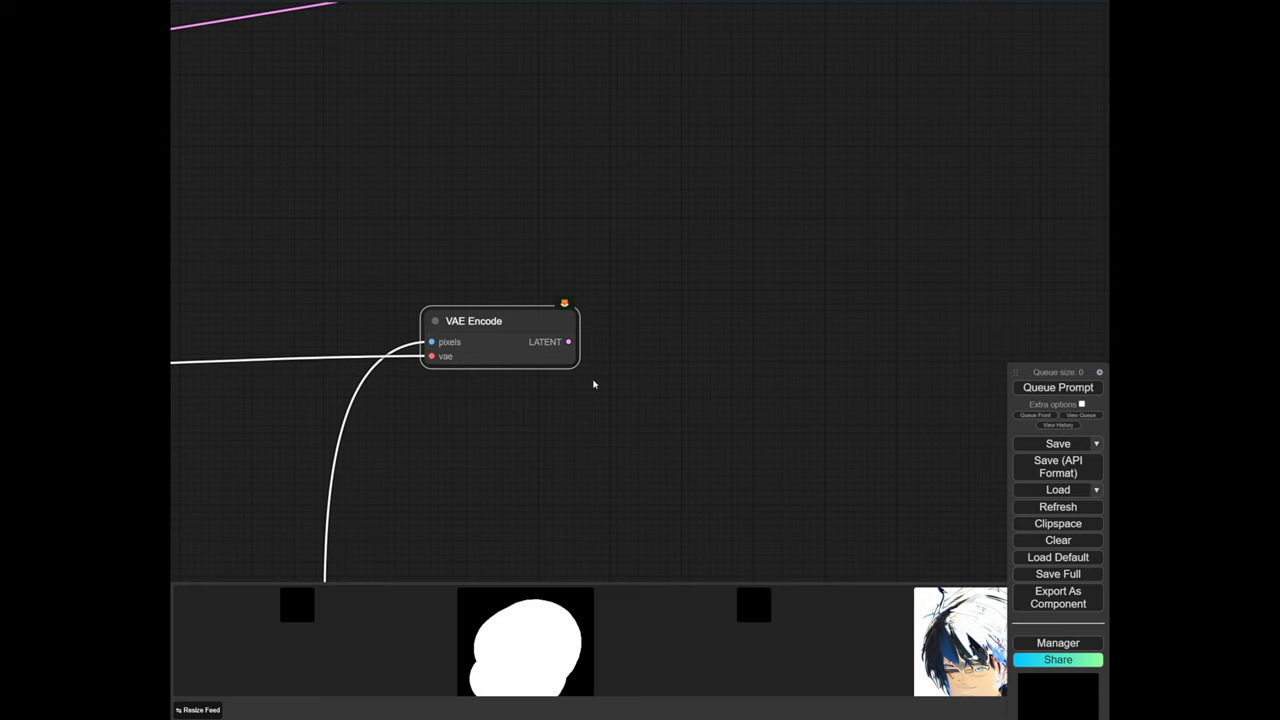 VAE Encode
pixels LATENT
vae
Queue size: 0
Queue Prompt
Extra options
Queue Front View Queue
View History
Save ▼
Save (API
Format)
Load ▼
Refresh
Clipspace
Clear
Load Default
Save Full
Export As
Component
Manager
Share
Resize Feed